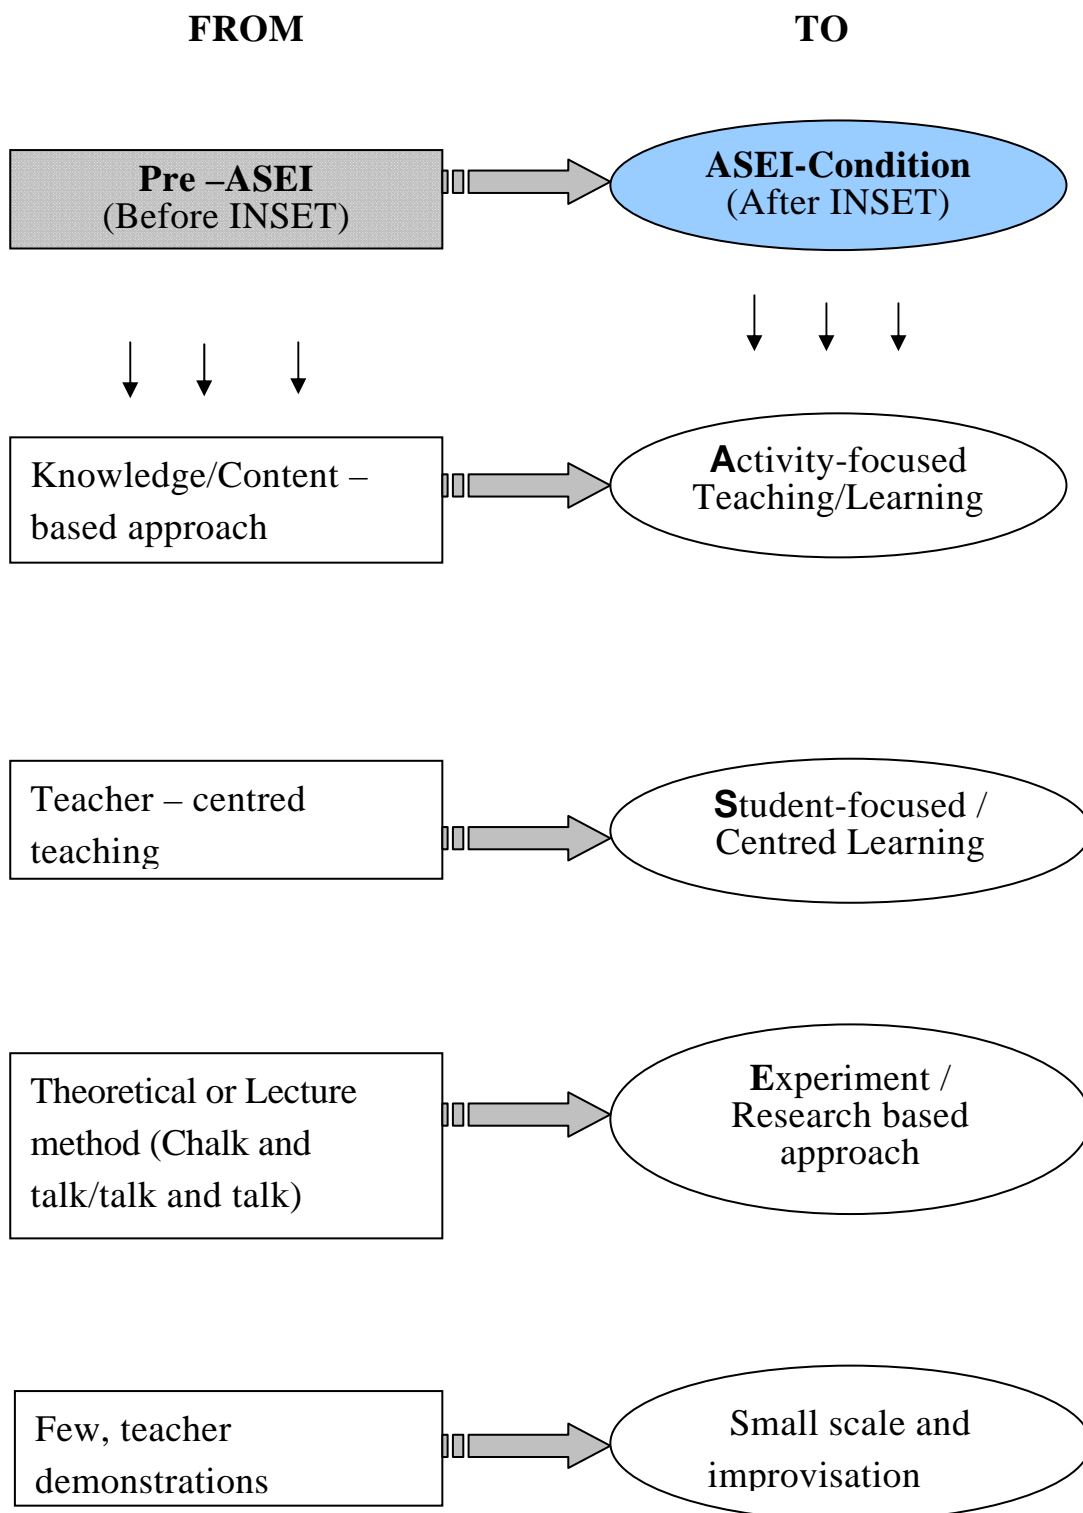 FROM
TO
Pre –ASEI
(Before INSET)
ASEI-Condition
(After INSET)
Knowledge/Content –
based approach
Activity-focused
Teaching/Learning
Teacher – centred
teaching
Student-focused /
Centred Learning
Theoretical or Lecture
method (Chalk and
talk/talk and talk)
Experiment /
Research based
approach
Few, teacher
demonstrations
Small scale and
improvisation